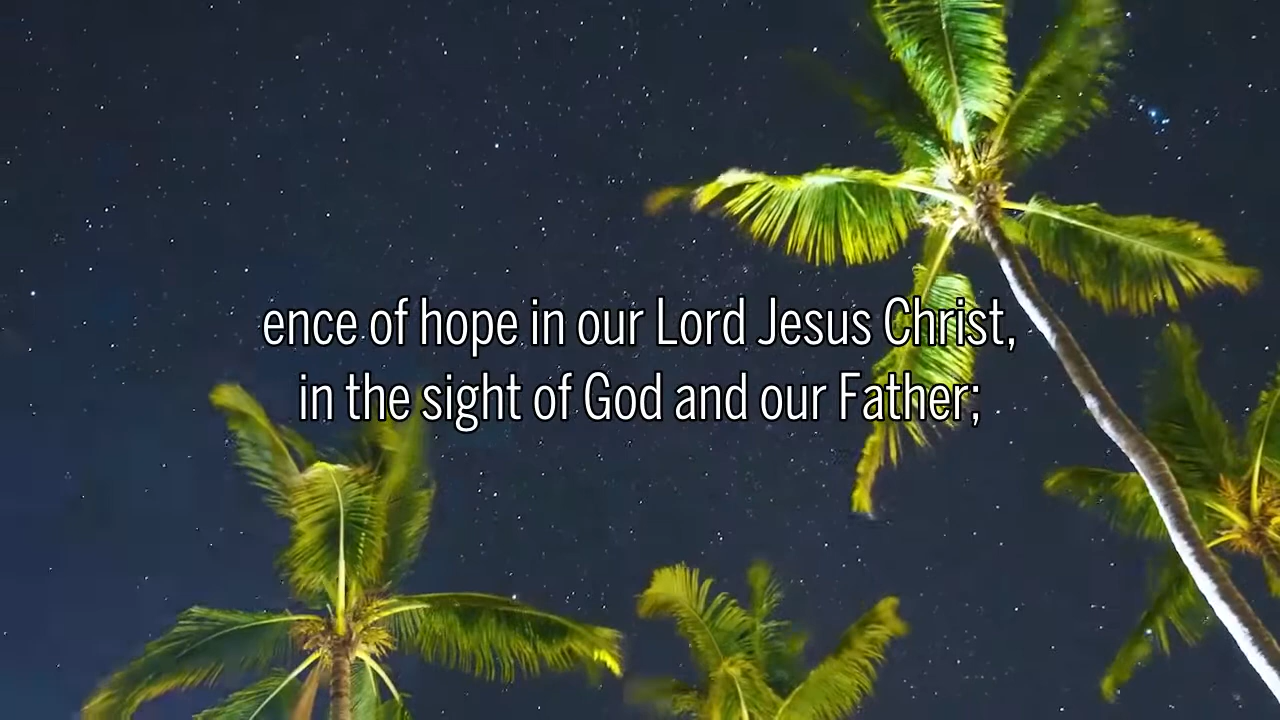 ence of hope in our Lord Jesus Christ,
in the sight of God and our Father;